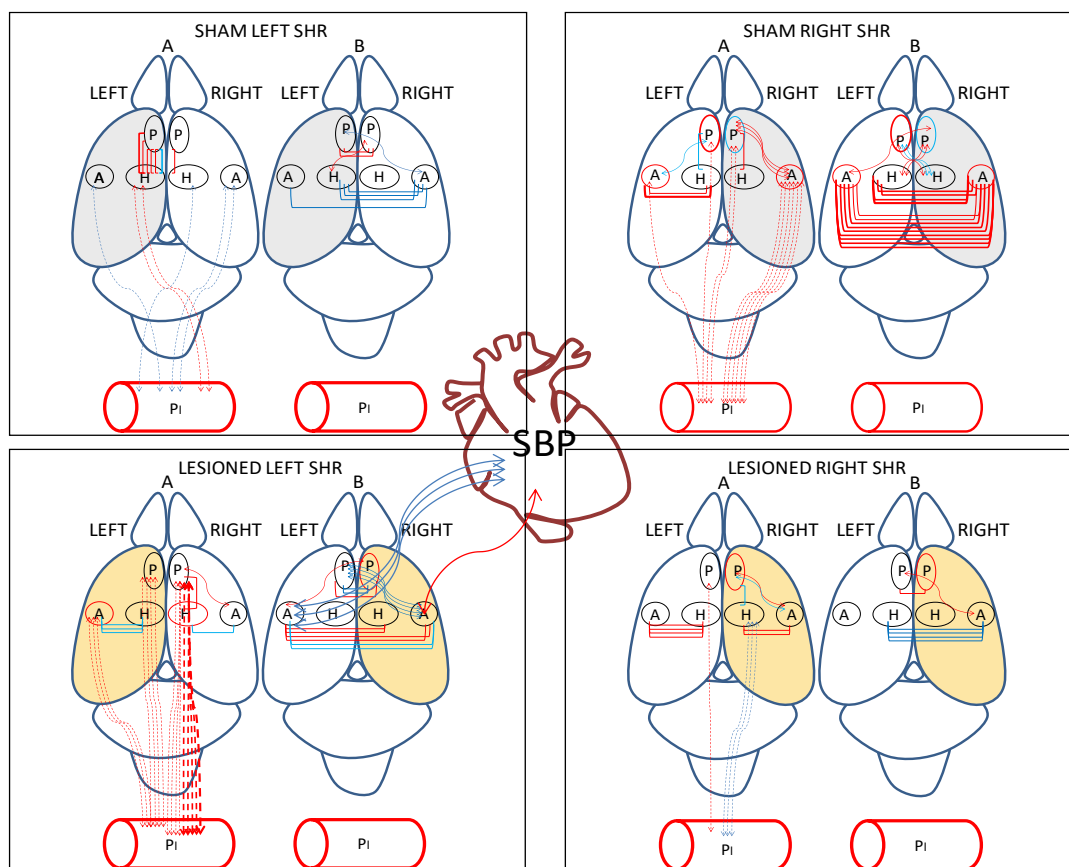 SHAM LEFT SHR
A B
LEFT RIGHT LEFT RIGHT
P P P P
A H H A A H H A
Pl Pl
SHAM RIGHT SHR
A B
LEFT RIGHT LEFT RIGHT
P P P P
A H H A A H H A
Pl Pl
SBP
LESIONED LEFT SHR
A B
LEFT RIGHT LEFT RIGHT
P P P P
A H H A A H H A
Pl Pl
LESIONED RIGHT SHR
A B
LEFT RIGHT LEFT RIGHT
P P P P
A H H A A H H A
Pl Pl